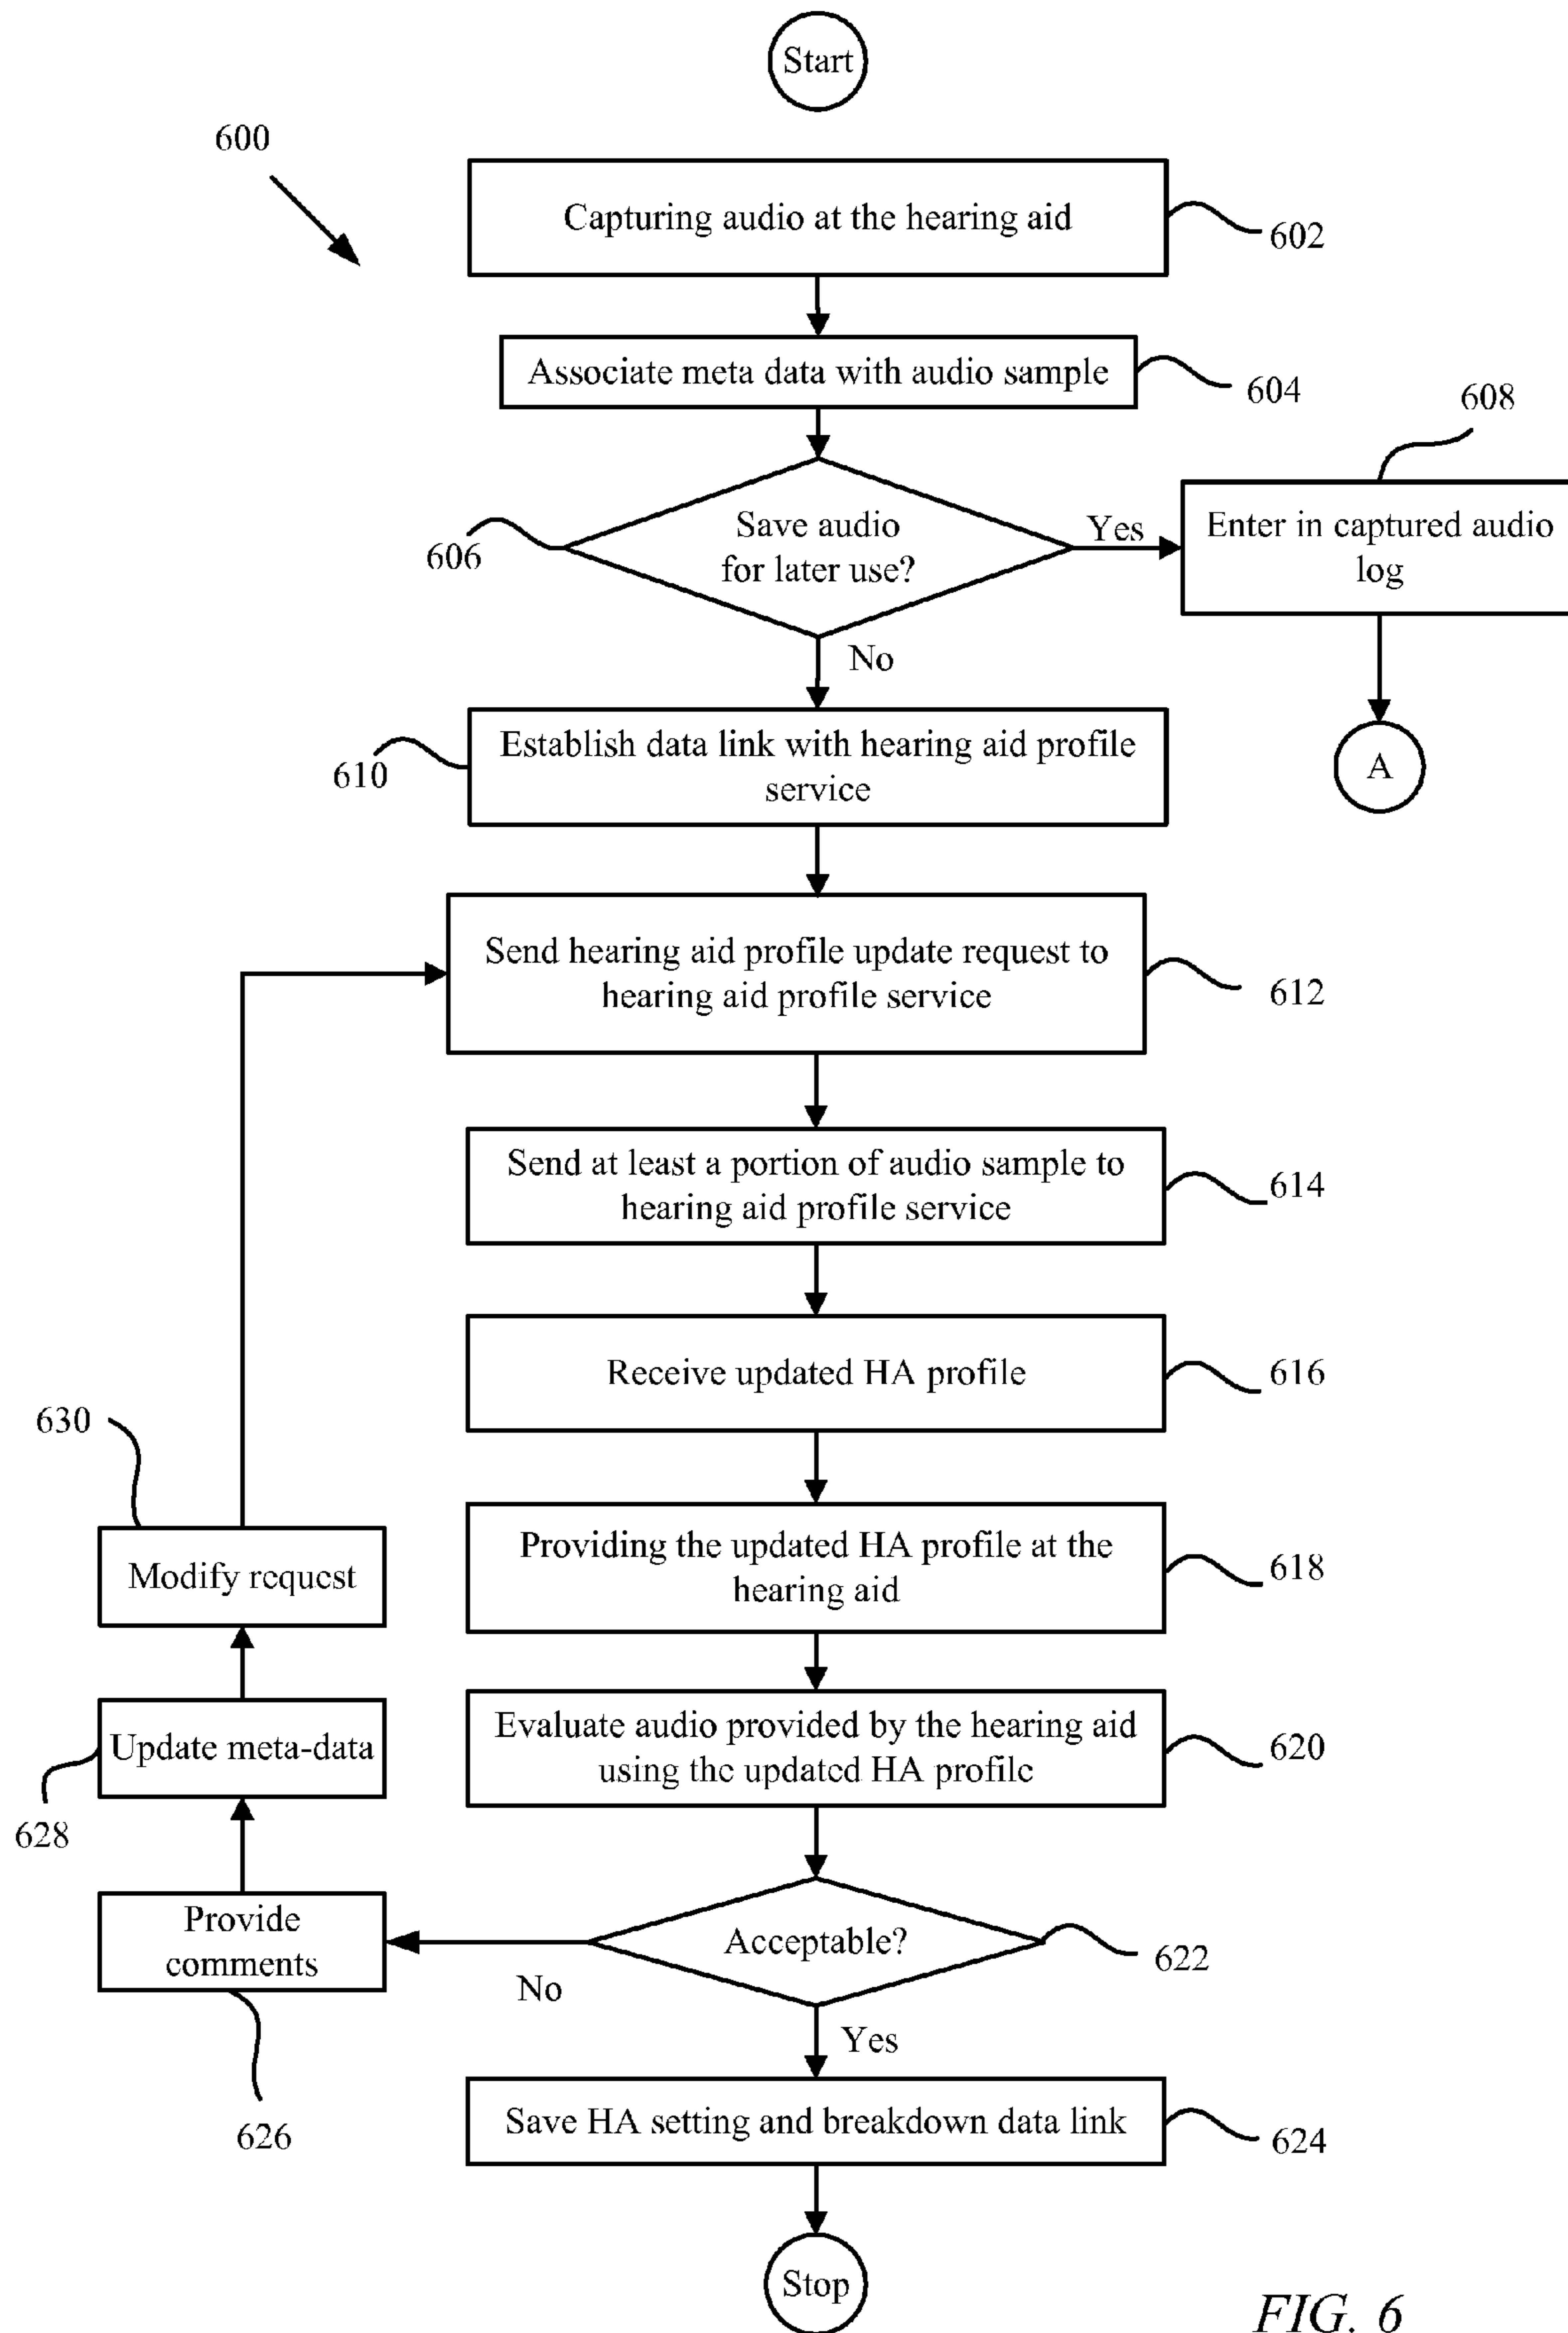 Start
600
Capturing audio at the hearing aid
602
Associate meta data with audio sample
604
608
Save audio
for later use?
606
Yes
Enter in captured audio
log
No
A
Establish data link with hearing aid profile
service
610
Send hearing aid profile update request to
hearing aid profile service
612
Send at least a portion of audio sample to
hearing aid profile service
614
Receive updated HA profile
616
Providing the updated HA profile at the
hearing aid
618
630
Modify request
Evaluate audio provided by the hearing aid
using the updated HA profile
620
Update meta-data
628
Acceptable?
622
Provide
comments
No
626
Yes
Save HA setting and breakdown data link
624
Stop
FIG. 6